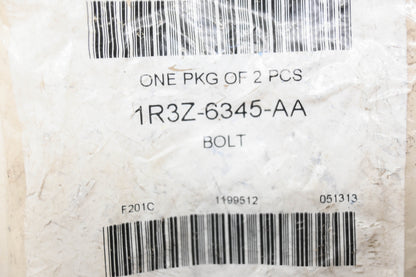 ONE PKG OF 2 PCS
1R3Z-6345-AA
BOLT
F201C 1199512 051313